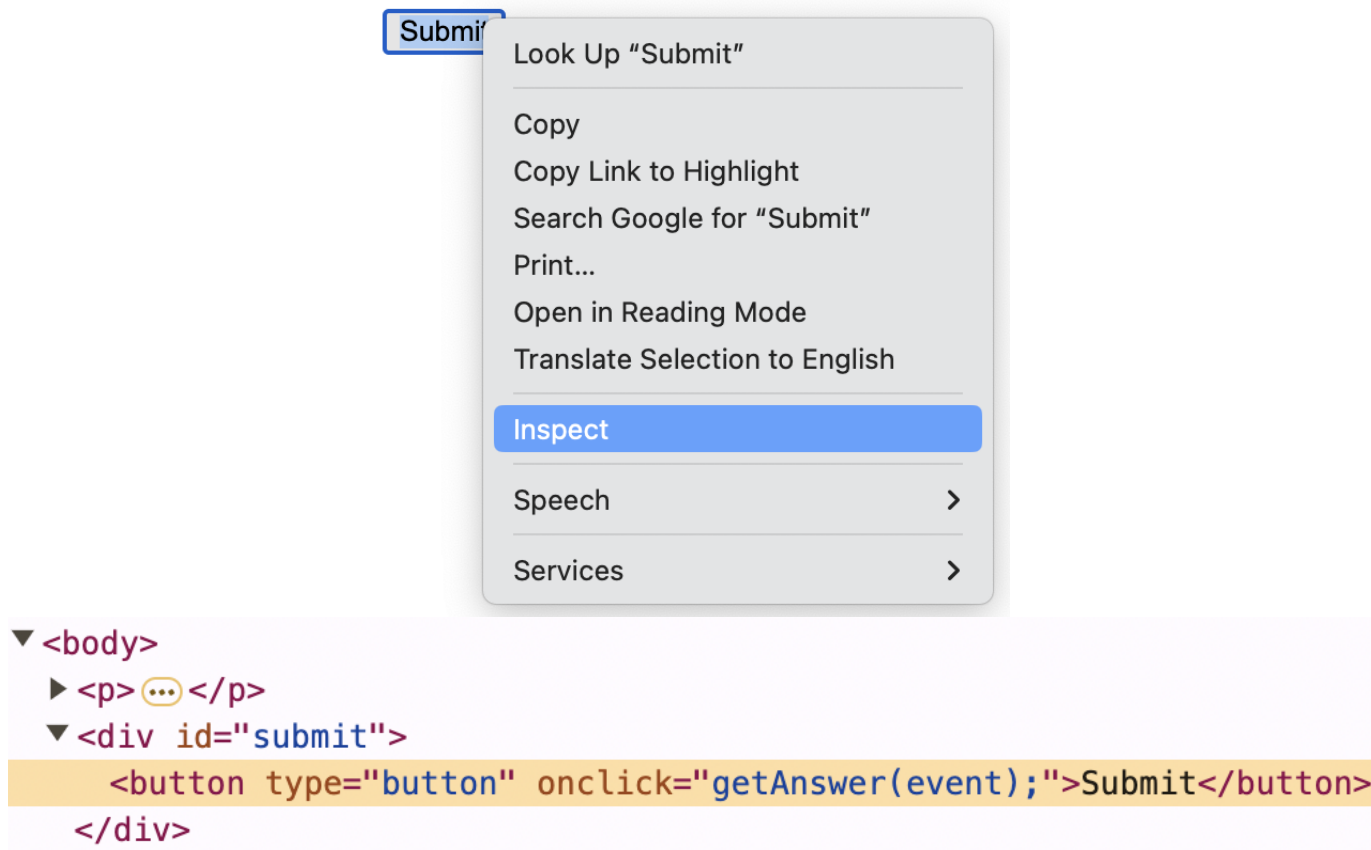 Submit
Look Up “Submit”
Copy
Copy Link to Highlight
Search Google for “Submit”
Print...
Open in Reading Mode
Translate Selection to English
Inspect
Speech
Services
<body>
<p>•••</p>
<div id="submit">
<button type="button" onclick="getAnswer(event);">Submit</button>
</div>